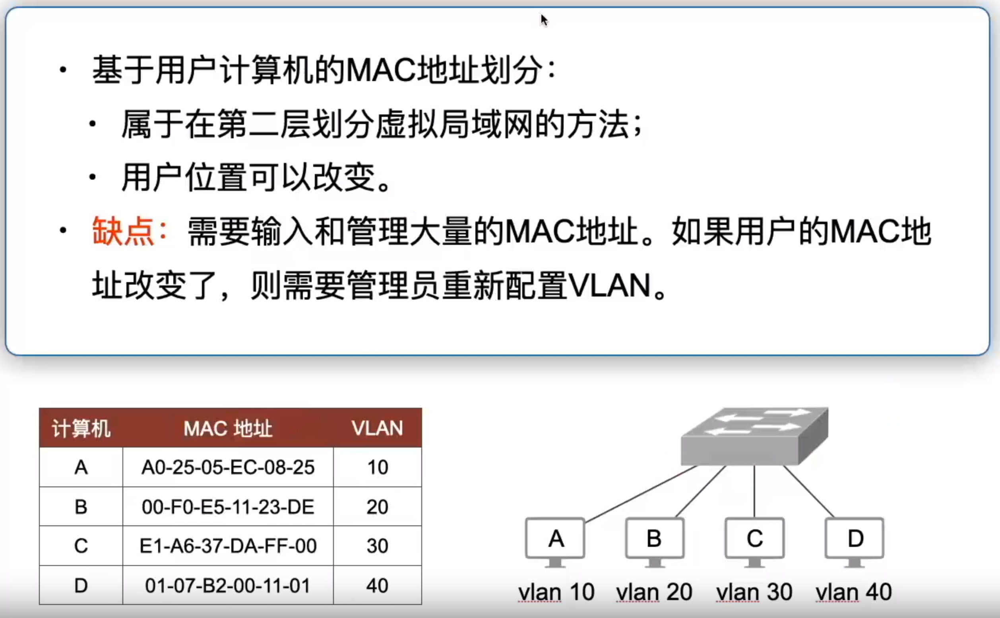 • 基于用户计算机的MAC地址划分：
• 属于在第二层划分虚拟局域网的方法；
• 用户位置可以改变。
• 缺点：需要输入和管理大量的MAC地址。如果用户的MAC地
址改变了，则需要管理员重新配置VLAN。
计算机 MAC 地址 VLAN
A A0-25-05-EC-08-25 10
B 00-F0-E5-11-23-DE 20
C E1-A6-37-DA-FF-00 30
D 01-07-B2-00-11-01 40
A B C D
vlan 10 vlan 20 vlan 30 vlan 40